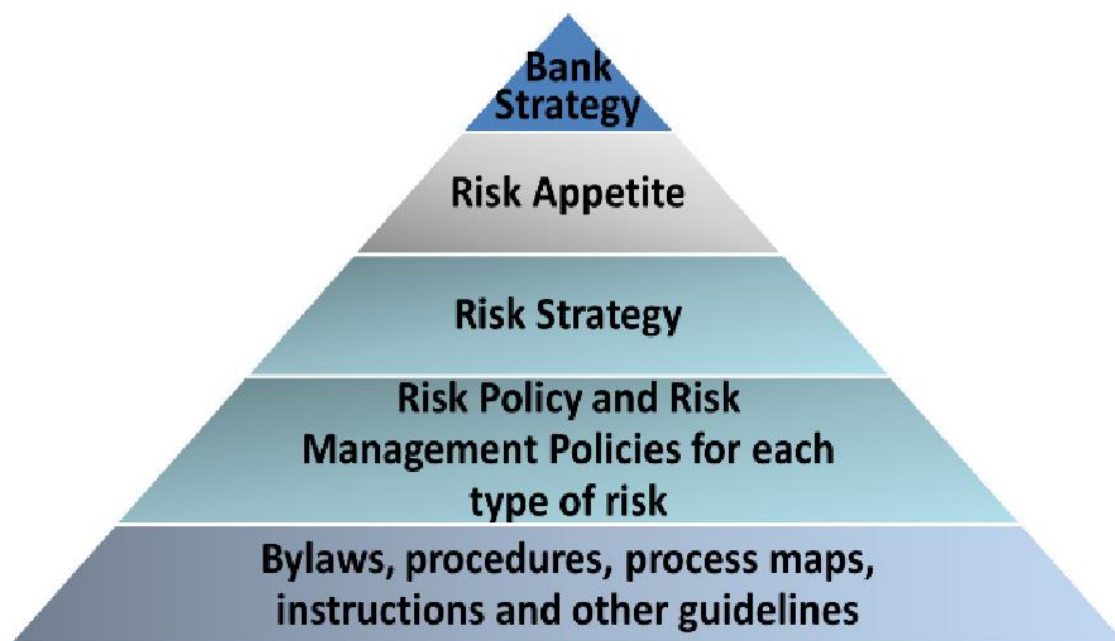 Bank
Strategy
Risk Appetite
Risk Strategy
Risk Policy and Risk
Management Policies for each
type of risk
Bylaws, procedures, process maps,
instructions and other guidelines